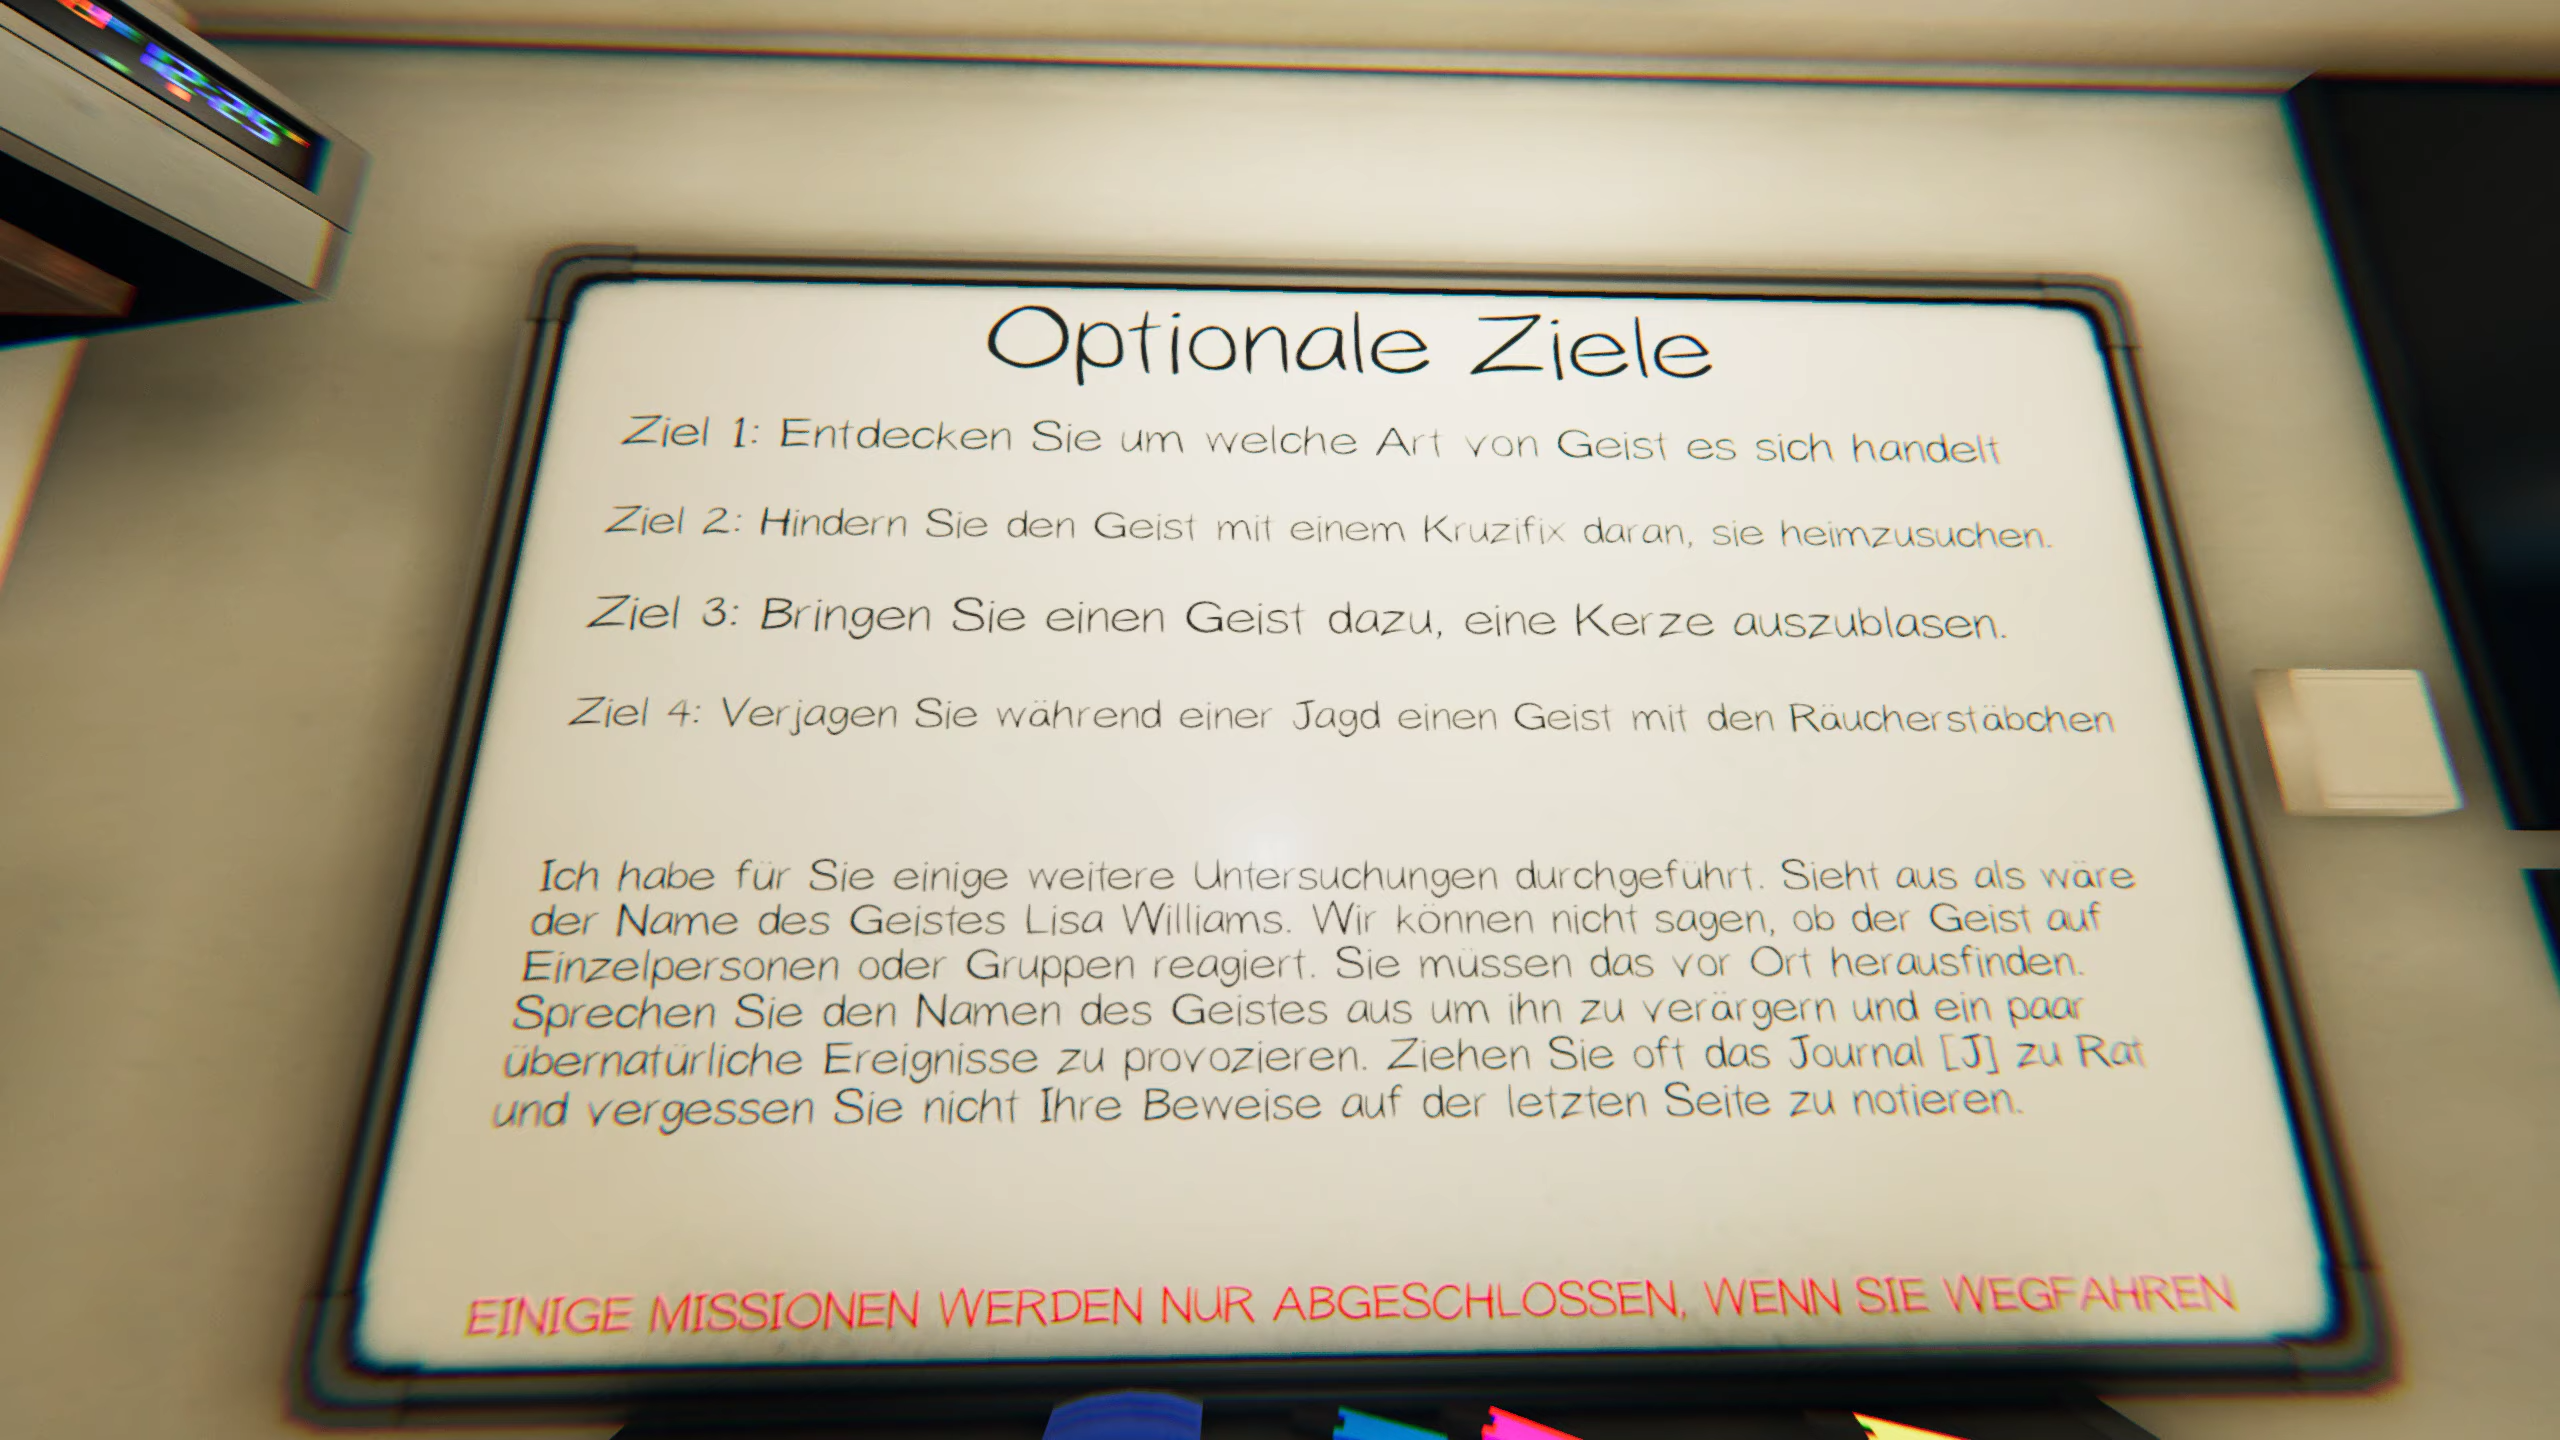 Optionale Ziele
Ziel 1: Entdecken Sie um welche Art von Geist es sich handelt
Ziel 2: Hindern Sie den Geist mit einem Kruzifix daran, sie heimzusuchen.
Ziel 3: Bringen Sie einen Geist dazu, eine Kerze auszublasen.
Ziel 4: Verjagen Sie während einer Jagd einen Geist mit den Räucherstäbchen
Ich habe für Sie einige weitere Untersuchungen durchgeführt. Sieht aus als wäre
der Name des Geistes Lisa Williams. Wir können nicht sagen, ob der Geist auf
Einzelpersonen oder Gruppen reagiert. Sie müssen das vor Ort herausfinden.
Sprechen Sie den Namen des Geistes aus um ihn zu verärgern und ein paar
übernatürliche Ereignisse zu provozieren. Ziehen Sie oft das Journal [J] zu Rat
und vergessen Sie nicht Ihre Beweise auf der letzten Seite zu notieren.
EINIGE MISSIONEN WERDEN NUR ABGESCHLOSSEN, WENN SIE WEGFAHREN